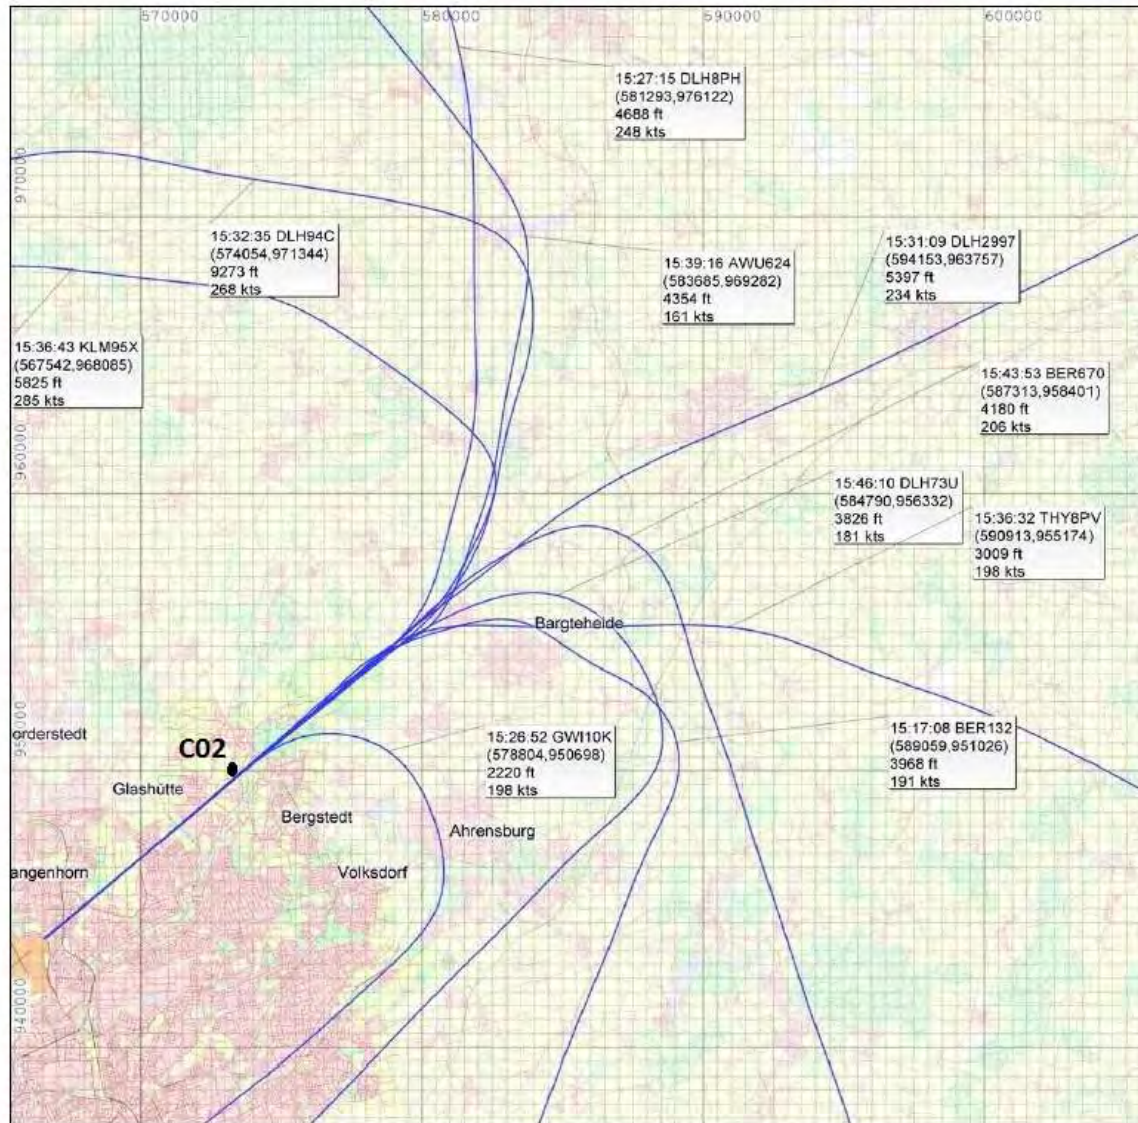 570000
580000
590000
600000
15:27:15 DLH8PH
(581293,976122)
4688 ft
248 kts
970000
15:32:35 DLH94C
(574054,971344)
9273 ft
268 kts
15:39:16 AWU624
(583685,969282)
4354 ft
161 kts
15:31:09 DLH2997
(594153,963757)
5397 ft
234 kts
15:36:43 KLM95X
(567542,968085)
5825 ft
285 kts
15:43:53 BER670
(587313,958401)
4180 ft
206 kts
960000
15:46:10 DLH73U
(584790,956332)
3826 ft
181 kts
15:36:32 THY8PV
(590913,955174)
3009 ft
198 kts
Bargteheide
950000
orderstedt
C02
15:26:52 GWI10K
(578804,950698)
2220 ft
198 kts
15:17:08 BER132
(589059,951026)
3968 ft
191 kts
Glashütte
Bergstedt
Ahrensburg
angenhorn
Volksdorf
940000